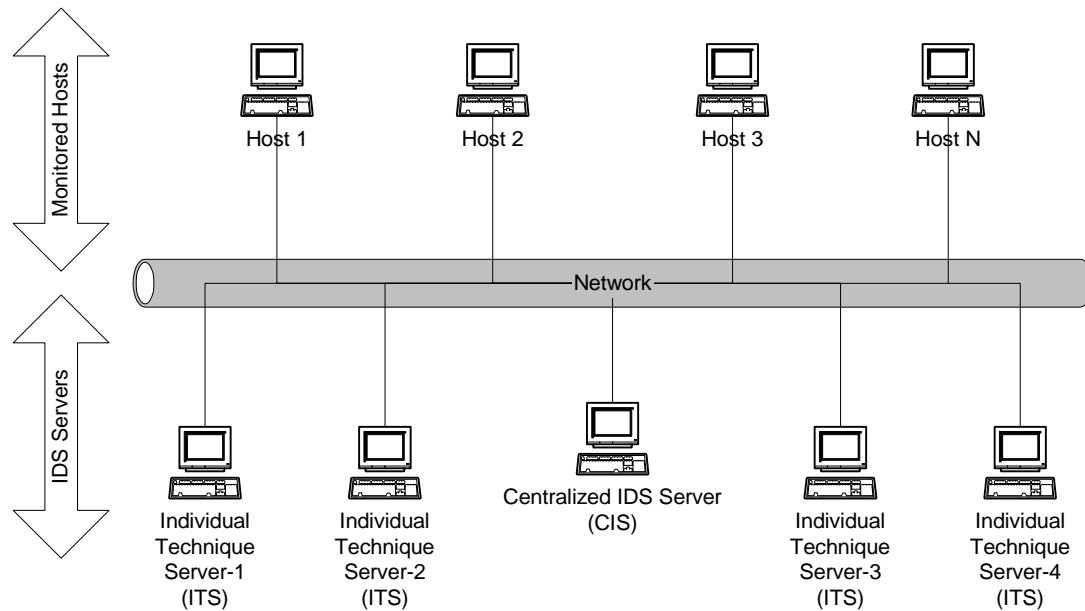 Monitored Hosts
Host 1
Host 2
Host 3
Host N
Network
IDS Servers
Individual
Technique
Server-1
(ITS)
Individual
Technique
Server-2
(ITS)
Centralized IDS Server
(CIS)
Individual
Technique
Server-3
(ITS)
Individual
Technique
Server-4
(ITS)